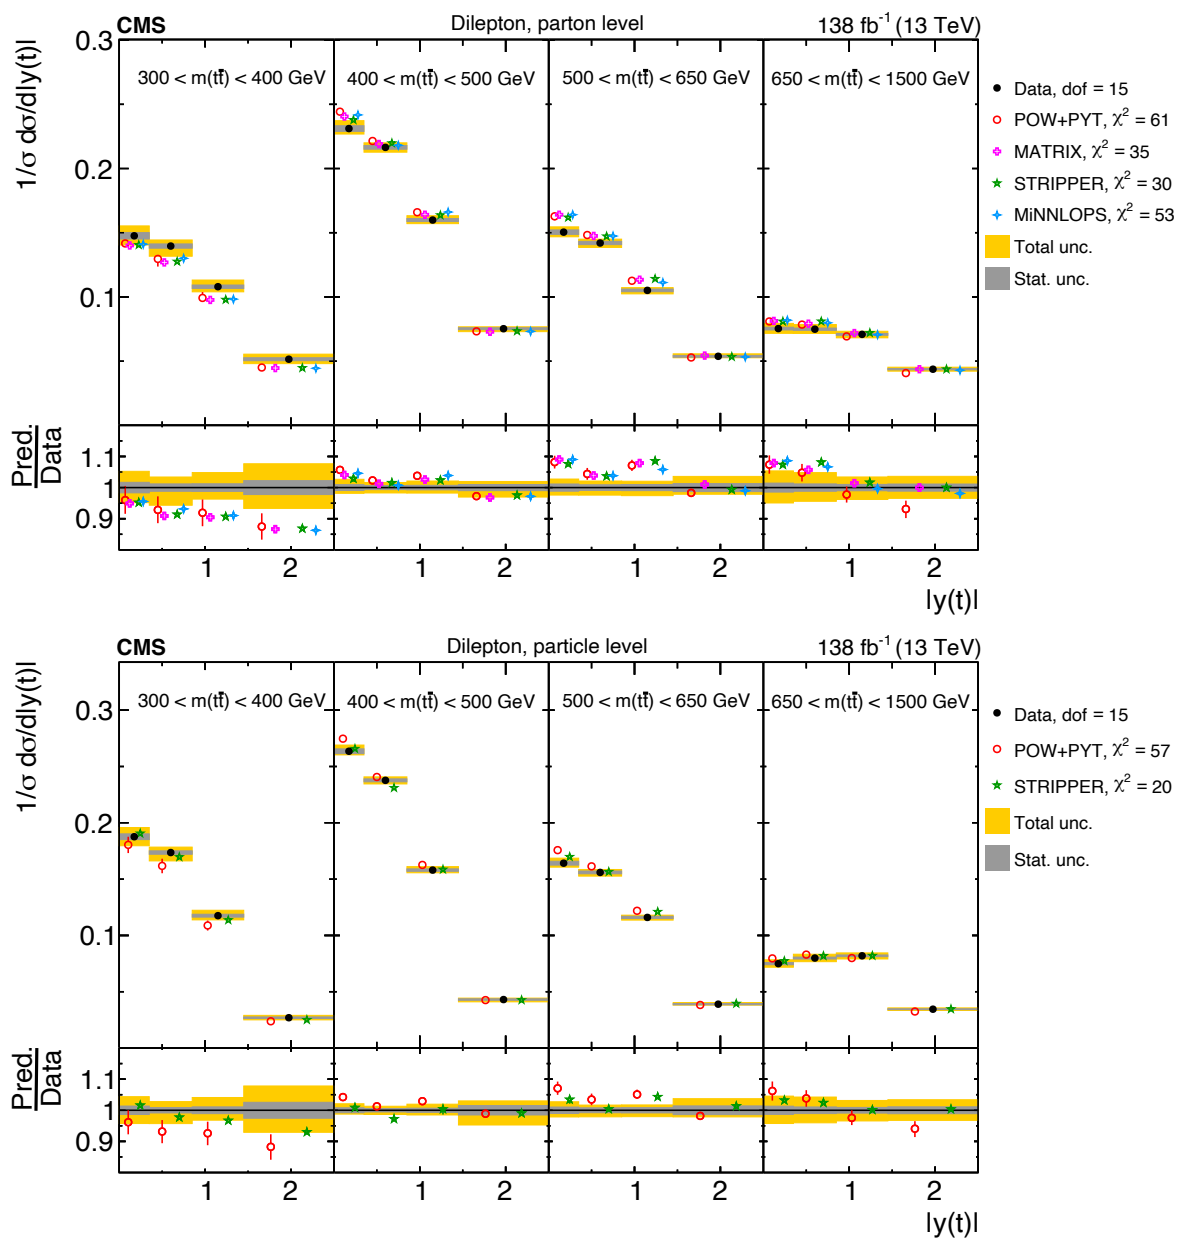 CMS Dilepton, parton level 138 fb⁻¹ (13 TeV)
1/σ dσ/d|y(t)|
0.3
0.2
0.1
300 < m(tt̄) < 400 GeV
400 < m(tt̄) < 500 GeV
500 < m(tt̄) < 650 GeV
650 < m(tt̄) < 1500 GeV
Data, dof = 15
POW+PYT, χ² = 61
MATRIX, χ² = 35
STRIPPER, χ² = 30
MiNNLOPS, χ² = 53
Total unc.
Stat. unc.
Pred.
Data
1.1
1
0.9
1 2 1 2 1 2 1 2
|y(t)|
CMS Dilepton, particle level 138 fb⁻¹ (13 TeV)
1/σ dσ/d|y(t)|
0.3
0.2
0.1
300 < m(tt̄) < 400 GeV
400 < m(tt̄) < 500 GeV
500 < m(tt̄) < 650 GeV
650 < m(tt̄) < 1500 GeV
Data, dof = 15
POW+PYT, χ² = 57
STRIPPER, χ² = 20
Total unc.
Stat. unc.
Pred.
Data
1.1
1
0.9
1 2 1 2 1 2 1 2
|y(t)|